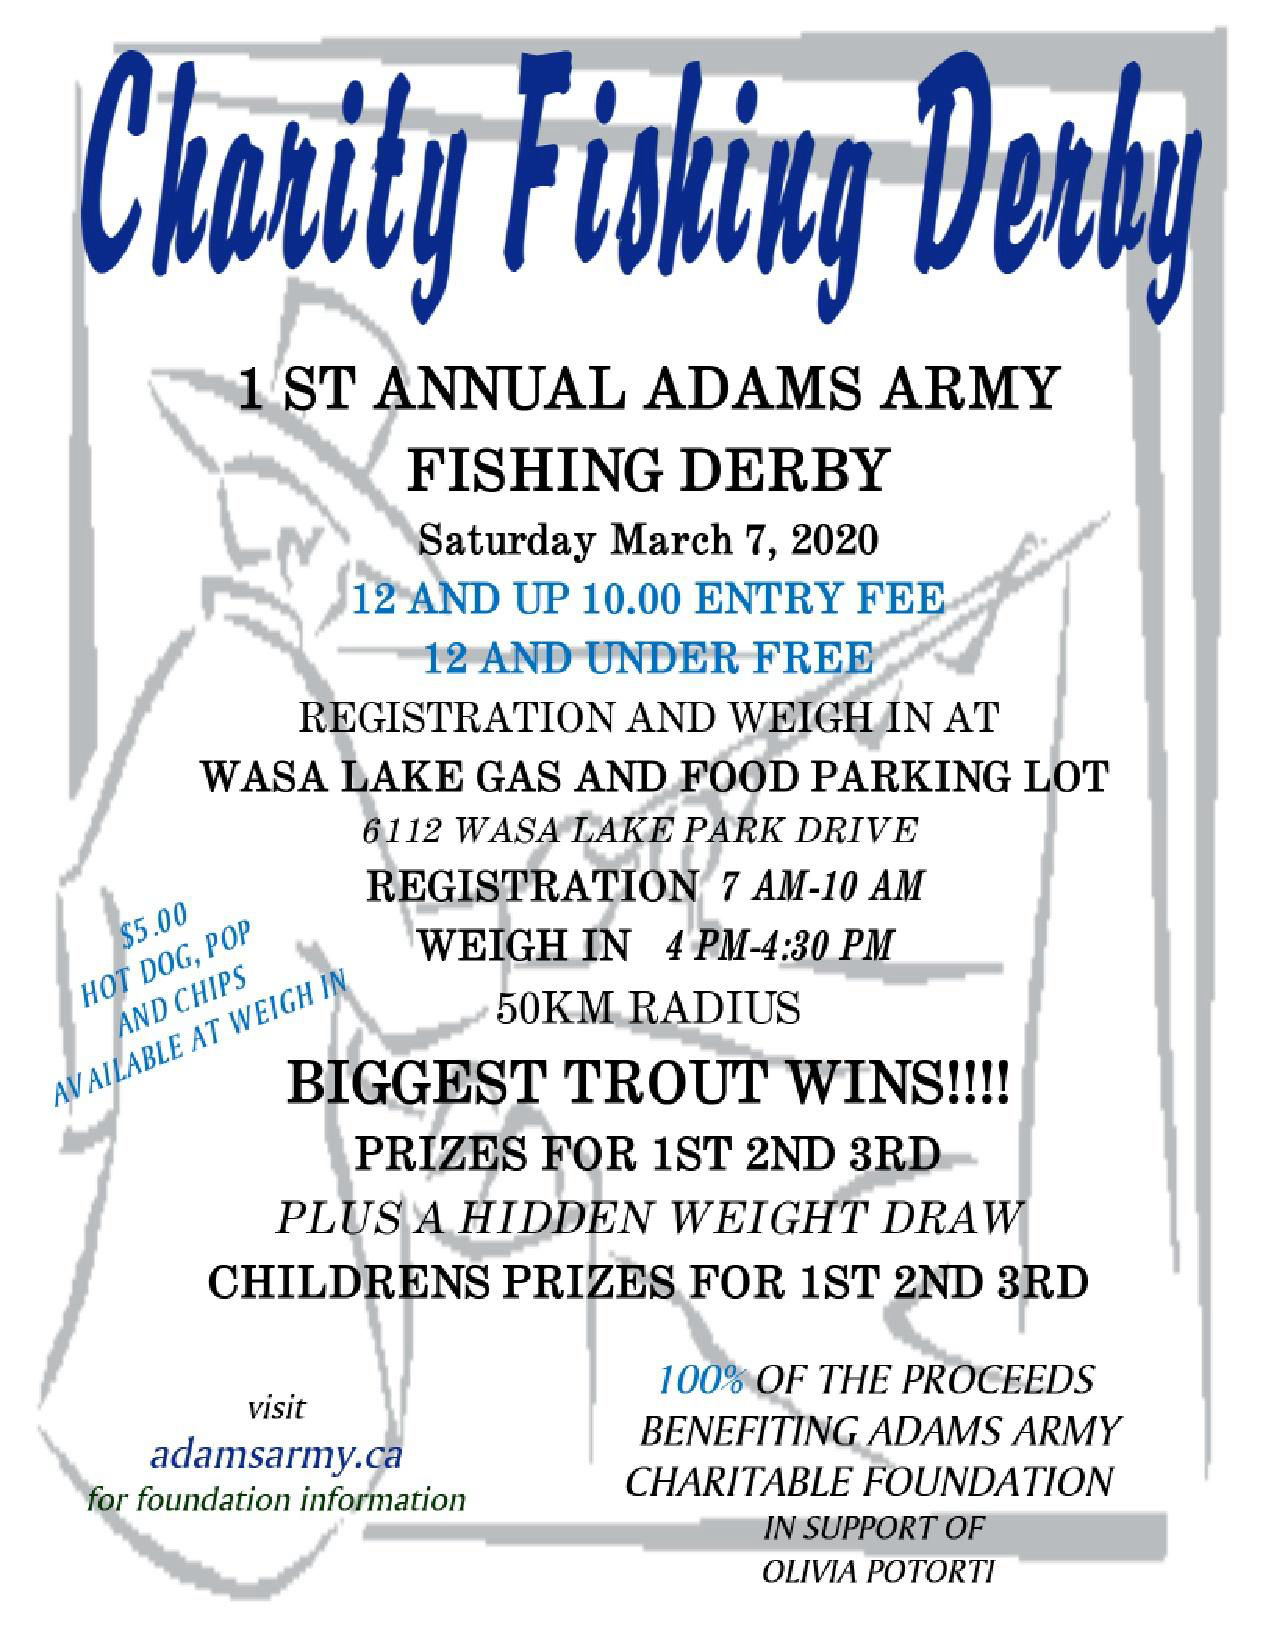 Charity Fishing Derby
1 ST ANNUAL ADAMS ARMY
FISHING DERBY
Saturday March 7, 2020
12 AND UP 10.00 ENTRY FEE
12 AND UNDER FREE
REGISTRATION AND WEIGH IN AT
WASA LAKE GAS AND FOOD PARKING LOT
6112 WASA LAKE PARK DRIVE
REGISTRATION 7 AM-10 AM
WEIGH IN 4 PM-4:30 PM
50KM RADIUS
$5.00
HOT DOG, POP
AND CHIPS
AVAILABLE AT WEIGH IN
BIGGEST TROUT WINS!!!!
PRIZES FOR 1ST 2ND 3RD
PLUS A HIDDEN WEIGHT DRAW
CHILDRENS PRIZES FOR 1ST 2ND 3RD
visit
adamsarmy.ca
for foundation information
100% OF THE PROCEEDS
BENEFITING ADAMS ARMY
CHARITABLE FOUNDATION
IN SUPPORT OF
OLIVIA POTORTI